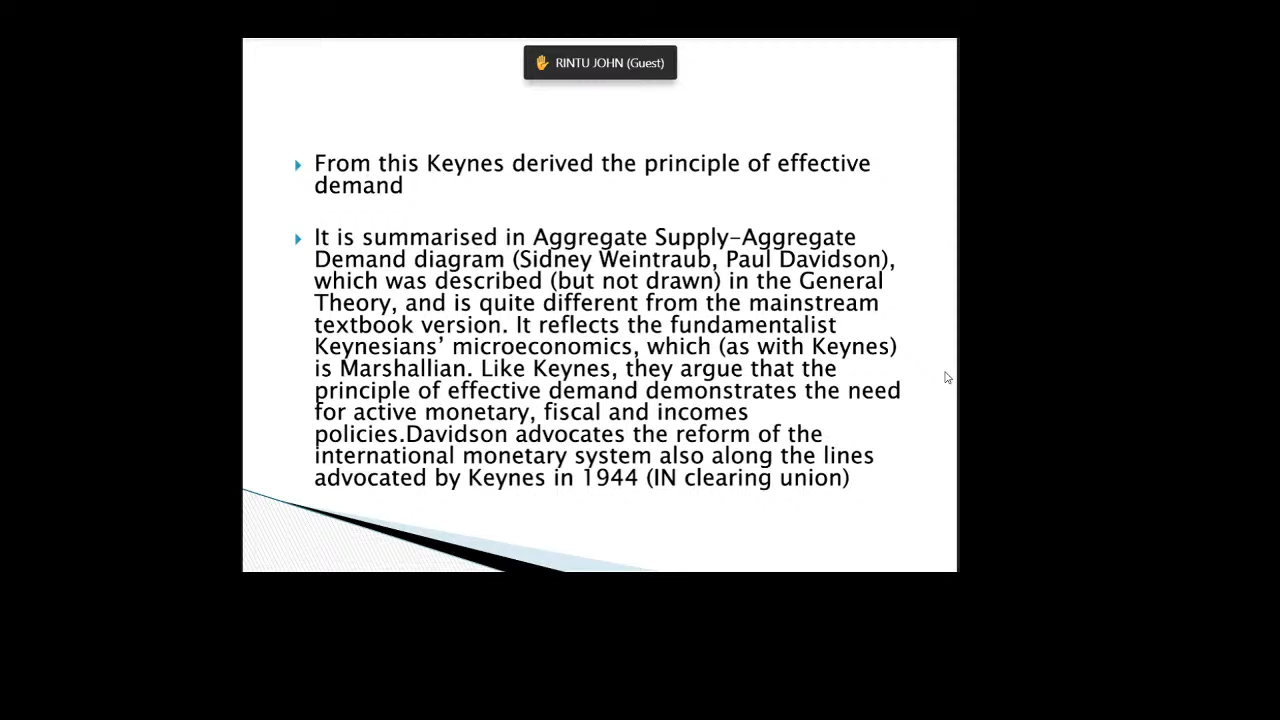 RINTU JOHN (Guest)
From this Keynes derived the principle of effective
demand
It is summarised in Aggregate Supply-Aggregate
Demand diagram (Sidney Weintraub, Paul Davidson),
which was described (but not drawn) in the General
Theory, and is quite different from the mainstream
textbook version. It reflects the fundamentalist
Keynesians’ microeconomics, which (as with Keynes)
is Marshallian. Like Keynes, they argue that the
principle of effective demand demonstrates the need
for active monetary, fiscal and incomes
policies.Davidson advocates the reform of the
international monetary system also along the lines
advocated by Keynes in 1944 (IN clearing union)